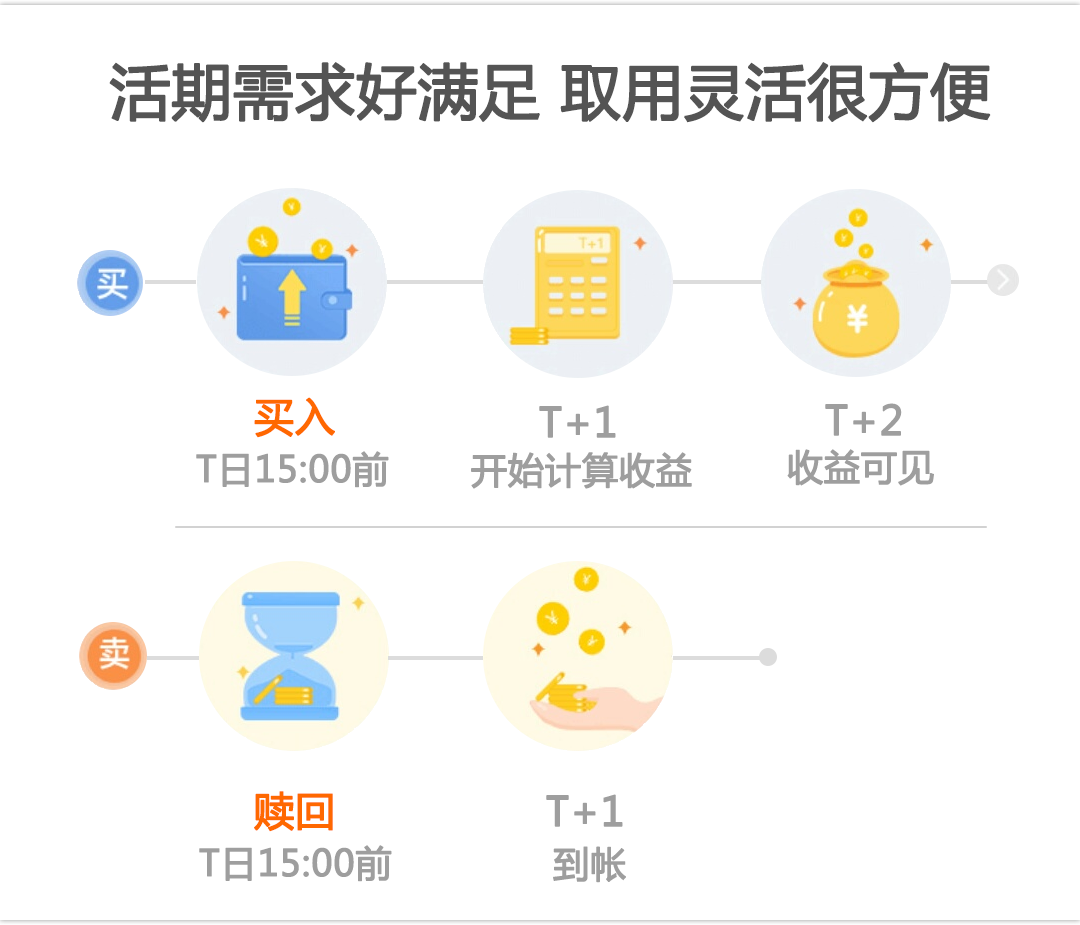 活期需求好满足 取用灵活很方便
买
T+1
¥
买入
T+1
T+2
T日15:00前
开始计算收益
收益可见
卖
赎回
T+1
T日15:00前
到帐